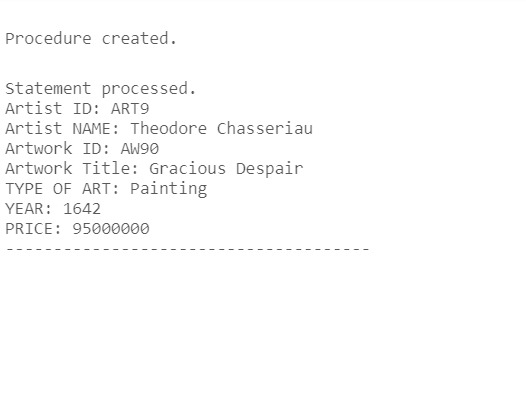 Procedure created.
Statement processed.
Artist ID: ART9
Artist NAME: Theodore Chasseriau
Artwork ID: AW90
Artwork Title: Gracious Despair
TYPE OF ART: Painting
YEAR: 1642
PRICE: 95000000
--------------------------------------